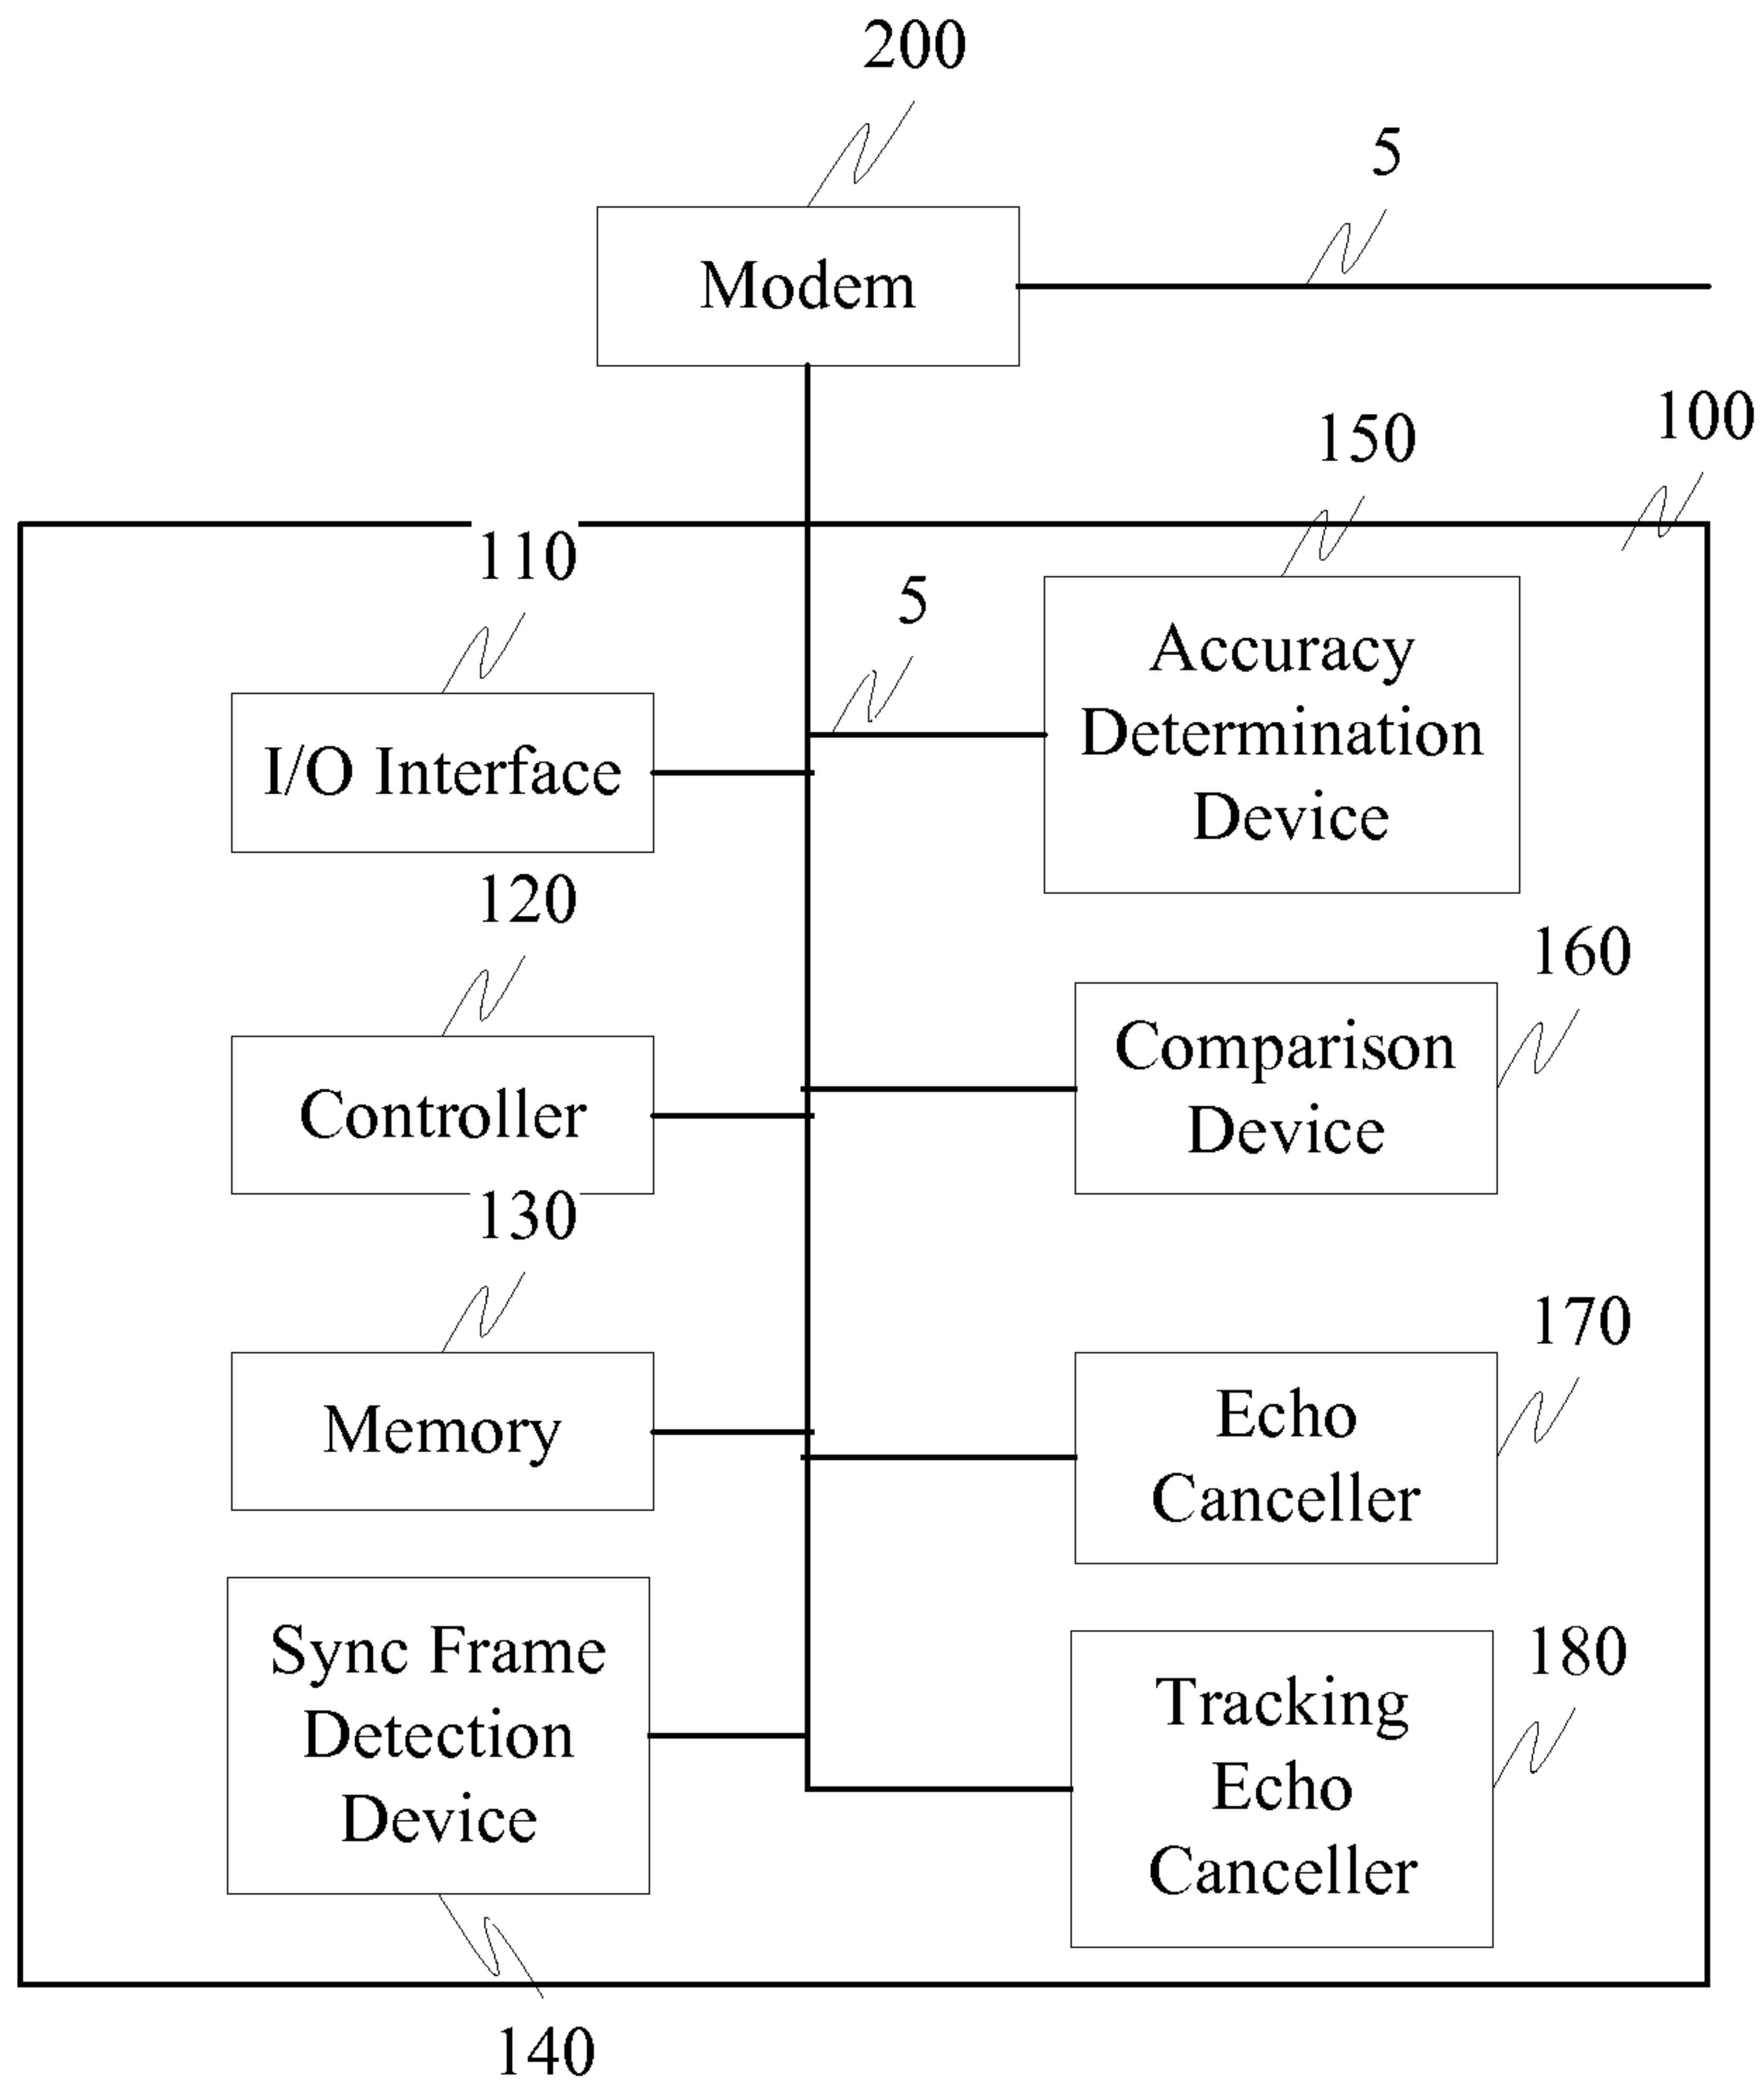 200
5
Modem
100
150
110
5
Accuracy
Determination
Device
I/O Interface
120
160
Comparison
Device
Controller
130
170
Echo
Canceller
Memory
Sync Frame
Detection
Device
180
Tracking
Echo
Canceller
140